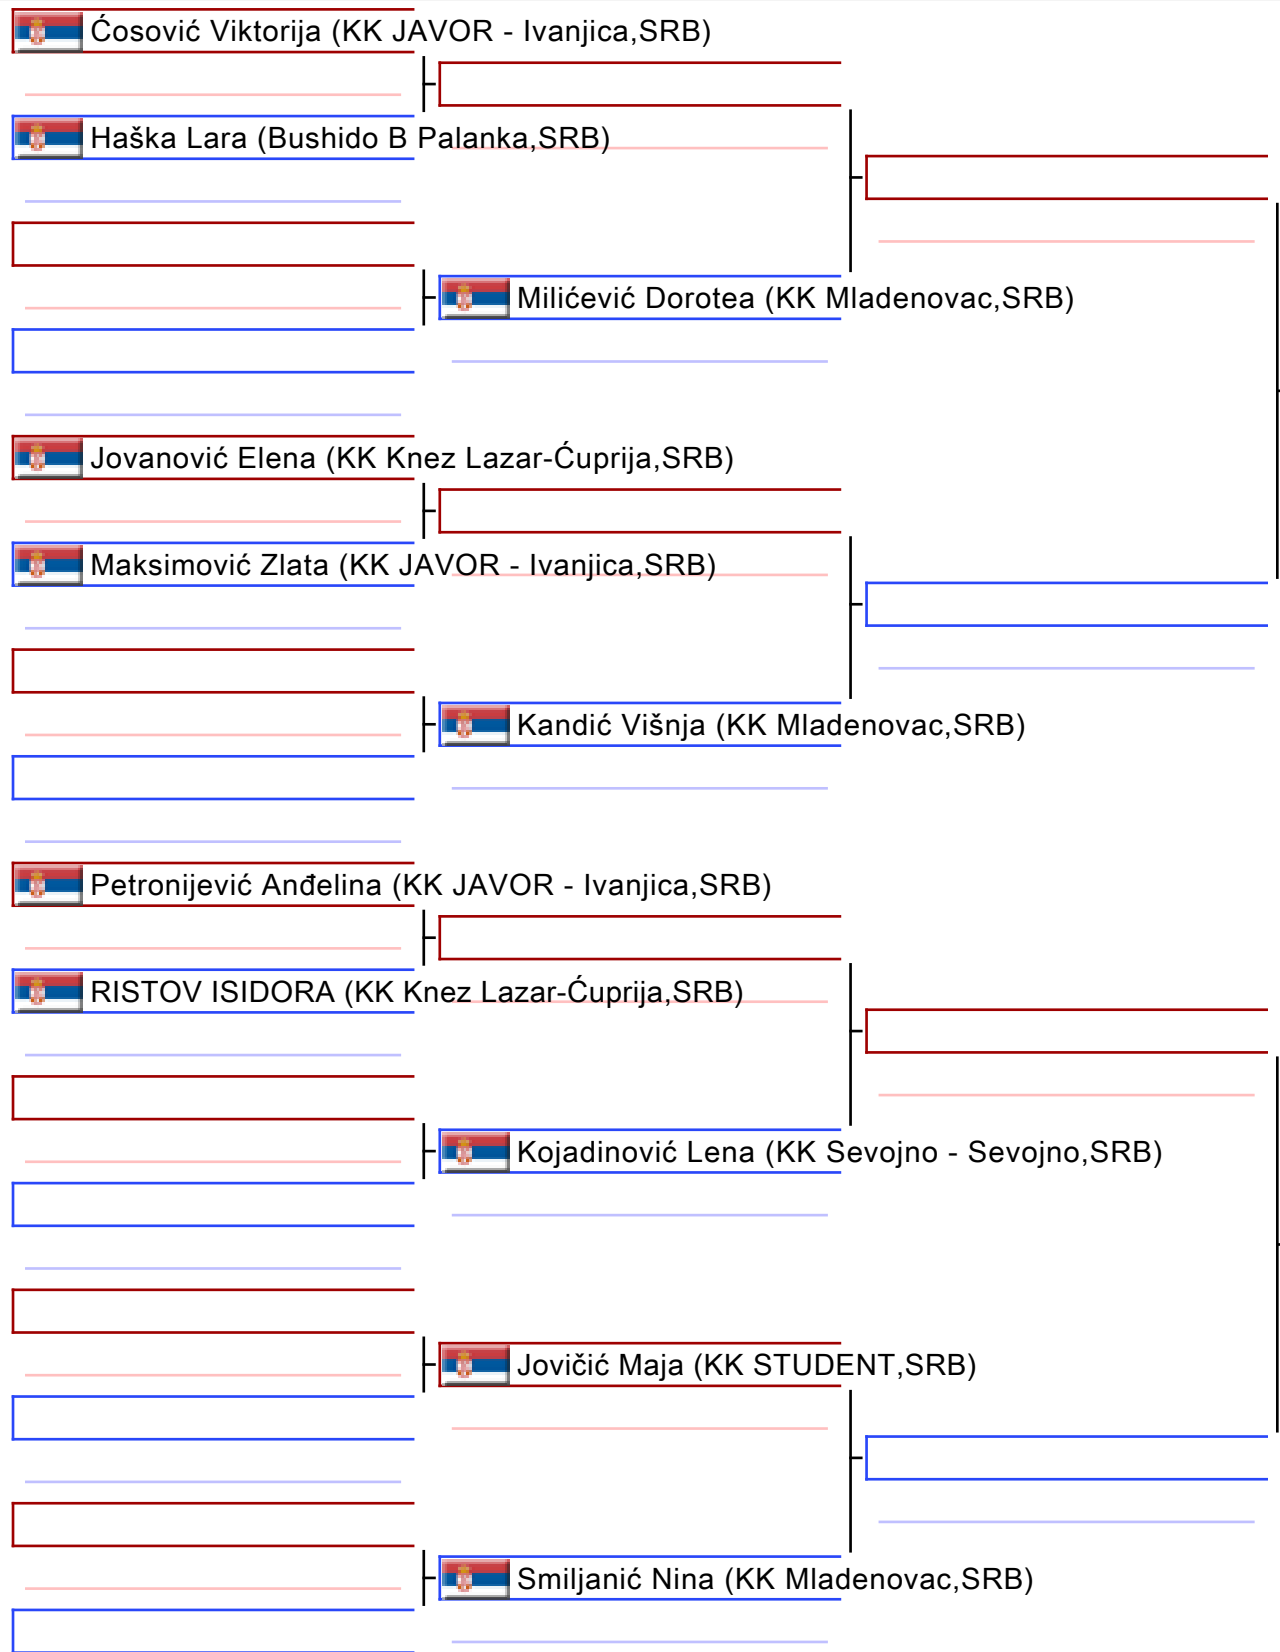 Ćosović Viktorija (KK JAVOR - Ivanjica,SRB)
Haška Lara (Bushido B Palanka,SRB)
Milićević Dorotea (KK Mladenovac,SRB)
Jovanović Elena (KK Knez Lazar-Ćuprija,SRB)
Maksimović Zlata (KK JAVOR - Ivanjica,SRB)
Kandić Višnja (KK Mladenovac,SRB)
Petronijević Anđelina (KK JAVOR - Ivanjica,SRB)
RISTOV ISIDORA (KK Knez Lazar-Ćuprija,SRB)
Kojadinović Lena (KK Sevojno - Sevojno,SRB)
Jovičić Maja (KK STUDENT,SRB)
Smiljanić Nina (KK Mladenovac,SRB)